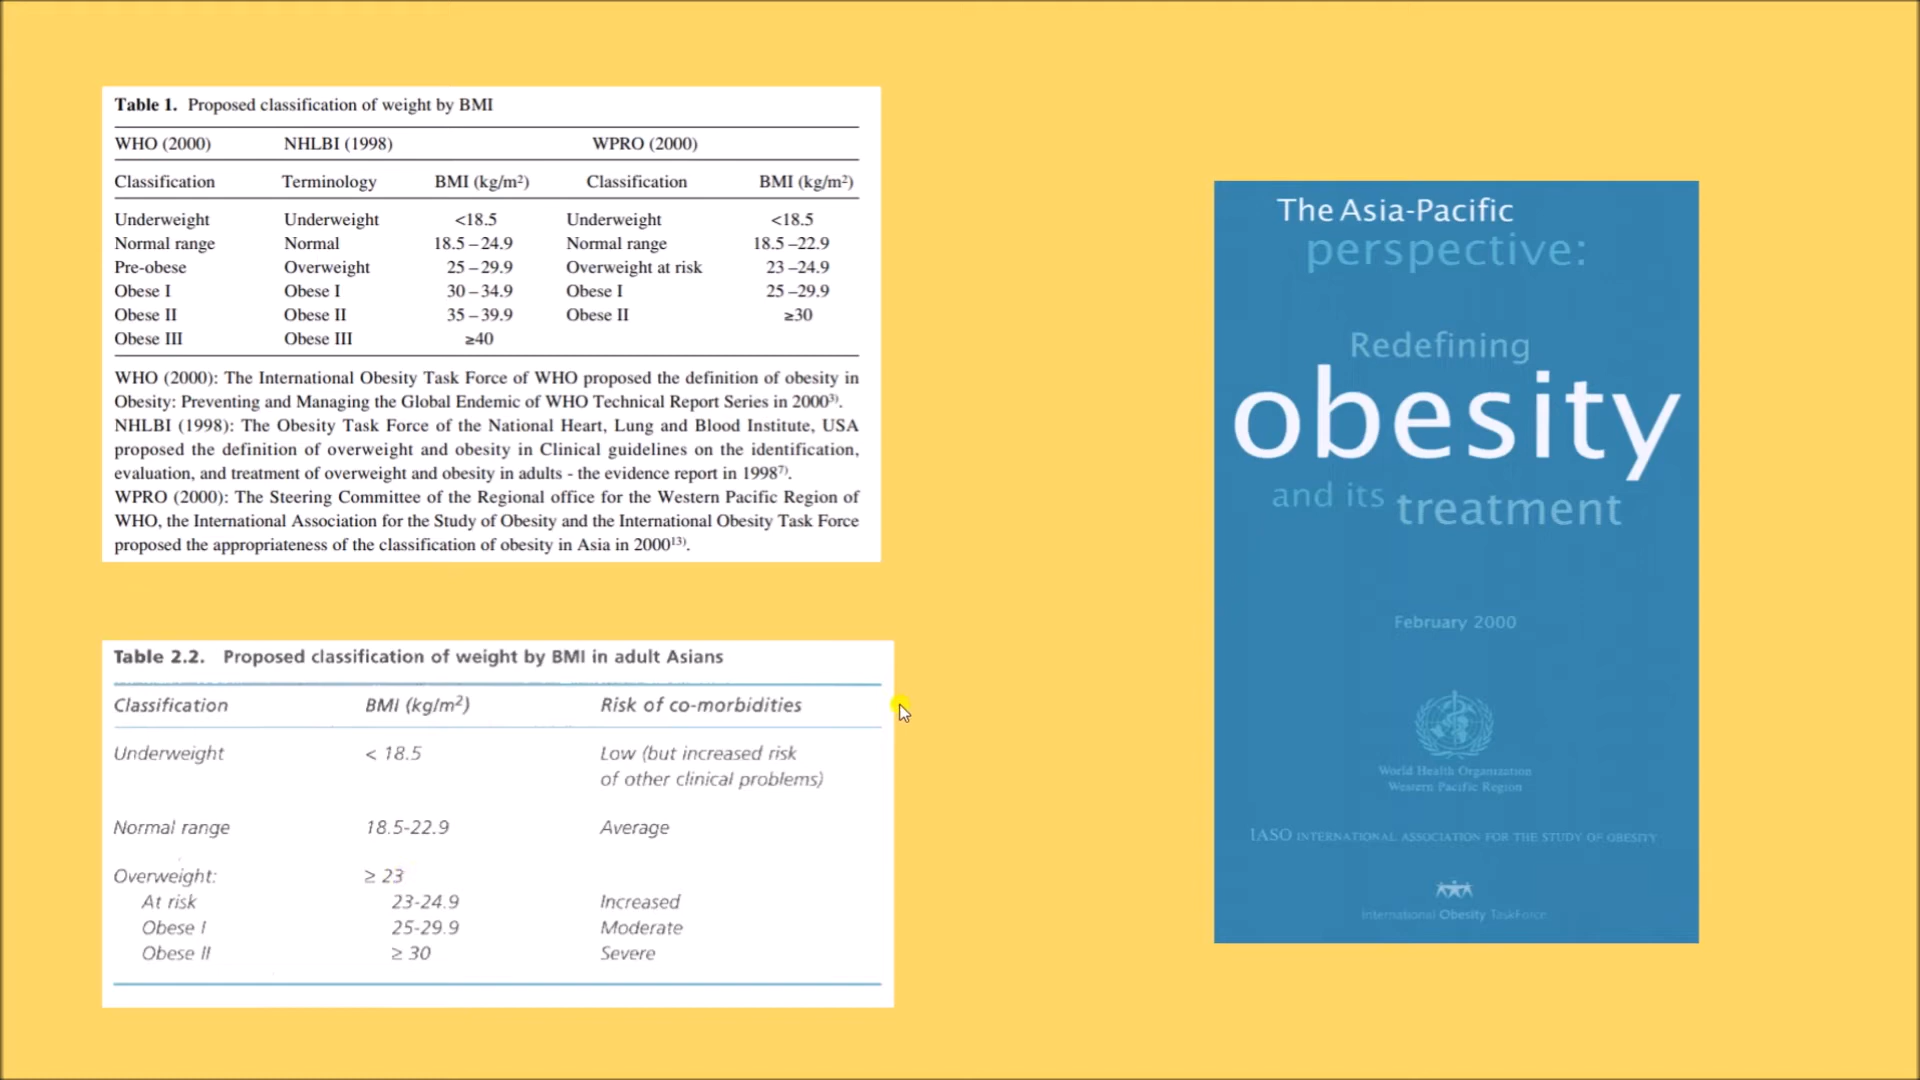 Table 1. Proposed classification of weight by BMI
WHO (2000) NHLBI (1998) WPRO (2000)
Classification Terminology BMI (kg/m²) Classification BMI (kg/m²)
Underweight Underweight <18.5 Underweight <18.5
Normal range Normal 18.5–24.9 Normal range 18.5–22.9
Pre-obese Overweight 25–29.9 Overweight at risk 23–24.9
Obese I Obese I 30–34.9 Obese I 25–29.9
Obese II Obese II 35–39.9 Obese II ≥30
Obese III Obese III ≥40
WHO (2000): The International Obesity Task Force of WHO proposed the definition of obesity in
Obesity: Preventing and Managing the Global Endemic of WHO Technical Report Series in 2000³⁾.
NHLBI (1998): The Obesity Task Force of the National Heart, Lung and Blood Institute, USA
proposed the definition of overweight and obesity in Clinical guidelines on the identification,
evaluation, and treatment of overweight and obesity in adults - the evidence report in 1998⁷⁾.
WPRO (2000): The Steering Committee of the Regional office for the Western Pacific Region of
WHO, the International Association for the Study of Obesity and the International Obesity Task Force
proposed the appropriateness of the classification of obesity in Asia in 2000¹³⁾.
Table 2.2. Proposed classification of weight by BMI in adult Asians
Classification BMI (kg/m²) Risk of co-morbidities
Underweight < 18.5 Low (but increased risk
of other clinical problems)
Normal range 18.5-22.9 Average
Overweight: ≥ 23
At risk 23-24.9 Increased
Obese I 25-29.9 Moderate
Obese II ≥ 30 Severe
The Asia-Pacific
perspective:
Redefining
obesity
and its treatment
February 2000
World Health Organization
Western Pacific Region
IASO INTERNATIONAL ASSOCIATION FOR THE STUDY OF OBESITY
International Obesity TaskForce